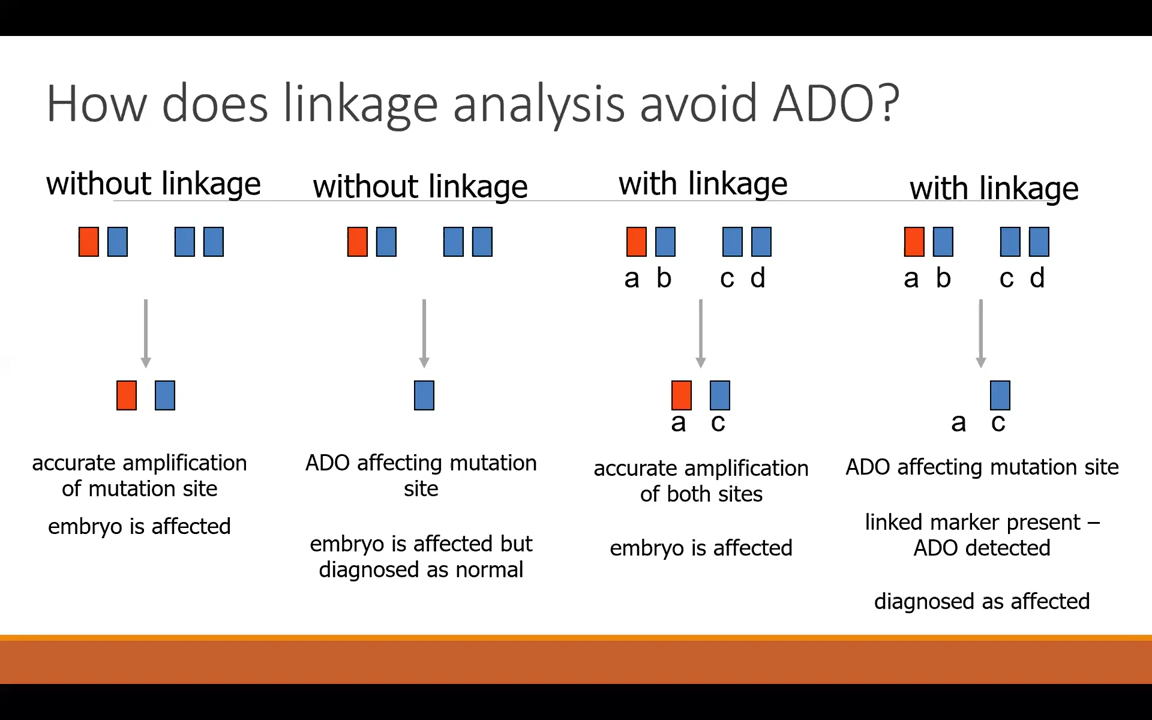 How does linkage analysis avoid ADO?
without linkage
accurate amplification
of mutation site
embryo is affected
without linkage
ADO affecting mutation
site
embryo is affected but
diagnosed as normal
with linkage
a b c d
a c
accurate amplification
of both sites
embryo is affected
with linkage
a b c d
a c
ADO affecting mutation site
linked marker present –
ADO detected
diagnosed as affected